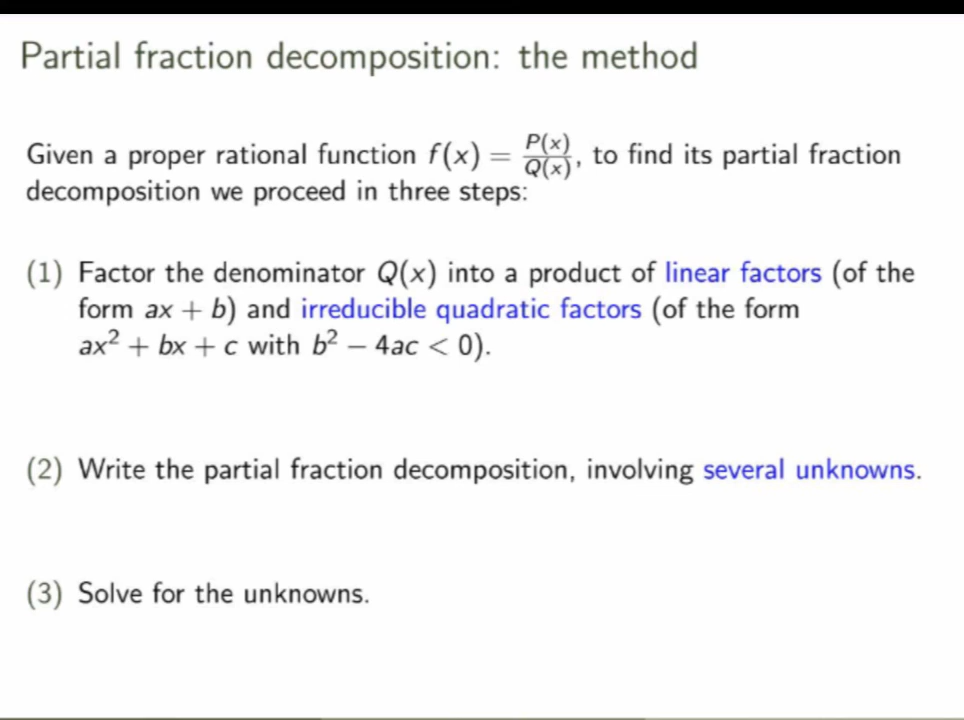 Partial fraction decomposition: the method
Given a proper rational function f(x) = P(x)/Q(x), to find its partial fraction
decomposition we proceed in three steps:
(1) Factor the denominator Q(x) into a product of linear factors (of the
form ax + b) and irreducible quadratic factors (of the form
ax² + bx + c with b² − 4ac < 0).
(2) Write the partial fraction decomposition, involving several unknowns.
(3) Solve for the unknowns.